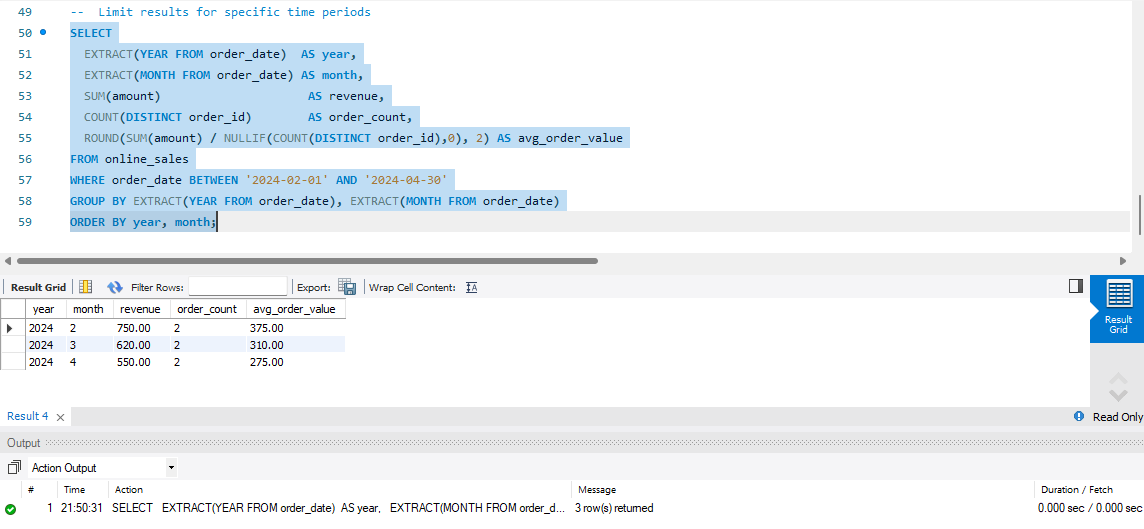 49 -- Limit results for specific time periods
50 SELECT
51 EXTRACT(YEAR FROM order_date) AS year,
52 EXTRACT(MONTH FROM order_date) AS month,
53 SUM(amount) AS revenue,
54 COUNT(DISTINCT order_id) AS order_count,
55 ROUND(SUM(amount) / NULLIF(COUNT(DISTINCT order_id),0), 2) AS avg_order_value
56 FROM online_sales
57 WHERE order_date BETWEEN '2024-02-01' AND '2024-04-30'
58 GROUP BY EXTRACT(YEAR FROM order_date), EXTRACT(MONTH FROM order_date)
59 ORDER BY year, month;
Result Grid Filter Rows: Export: Wrap Cell Content:
year month revenue order_count avg_order_value
2024 2 750.00 2 375.00
2024 3 620.00 2 310.00
2024 4 550.00 2 275.00
Result
Grid
Result 4 Read Only
Output
Action Output
# Time Action Message Duration / Fetch
1 21:50:31 SELECT EXTRACT(YEAR FROM order_date) AS year, EXTRACT(MONTH FROM order_d... 3 row(s) returned 0.000 sec / 0.000 sec